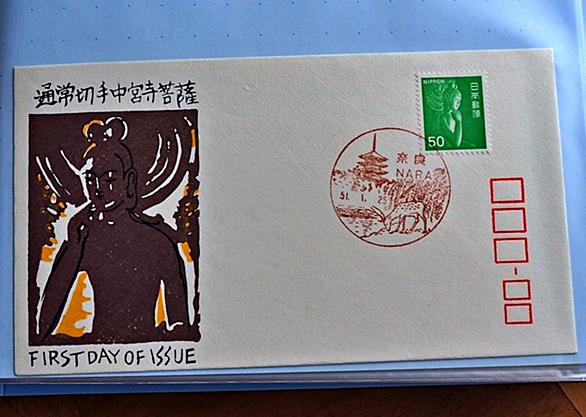 通常切手中宮寺菩薩
FIRST DAY OF ISSUE
NIPPON
日本郵便
50
奈良
NARA
51. 1. 25